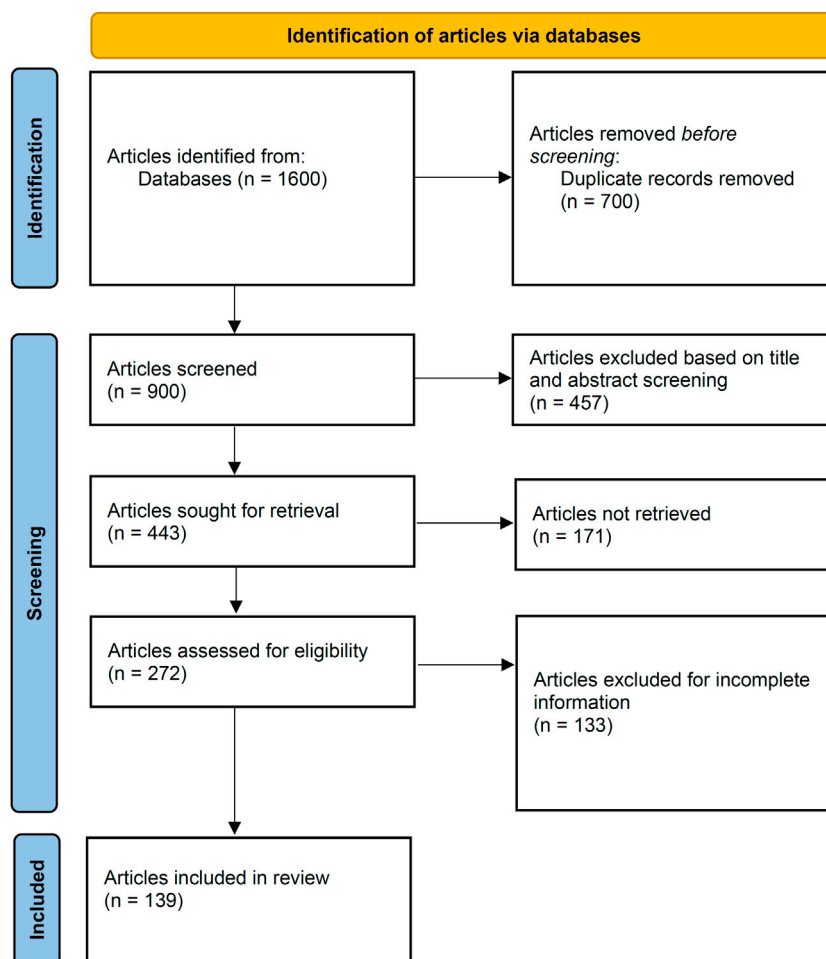 Identification of articles via databases
Identification
Articles identified from:
Databases (n = 1600)
Articles removed before
screening:
Duplicate records removed
(n = 700)
Screening
Articles screened
(n = 900)
Articles excluded based on title
and abstract screening
(n = 457)
Articles sought for retrieval
(n = 443)
Articles not retrieved
(n = 171)
Articles assessed for eligibility
(n = 272)
Articles excluded for incomplete
information
(n = 133)
Included
Articles included in review
(n = 139)